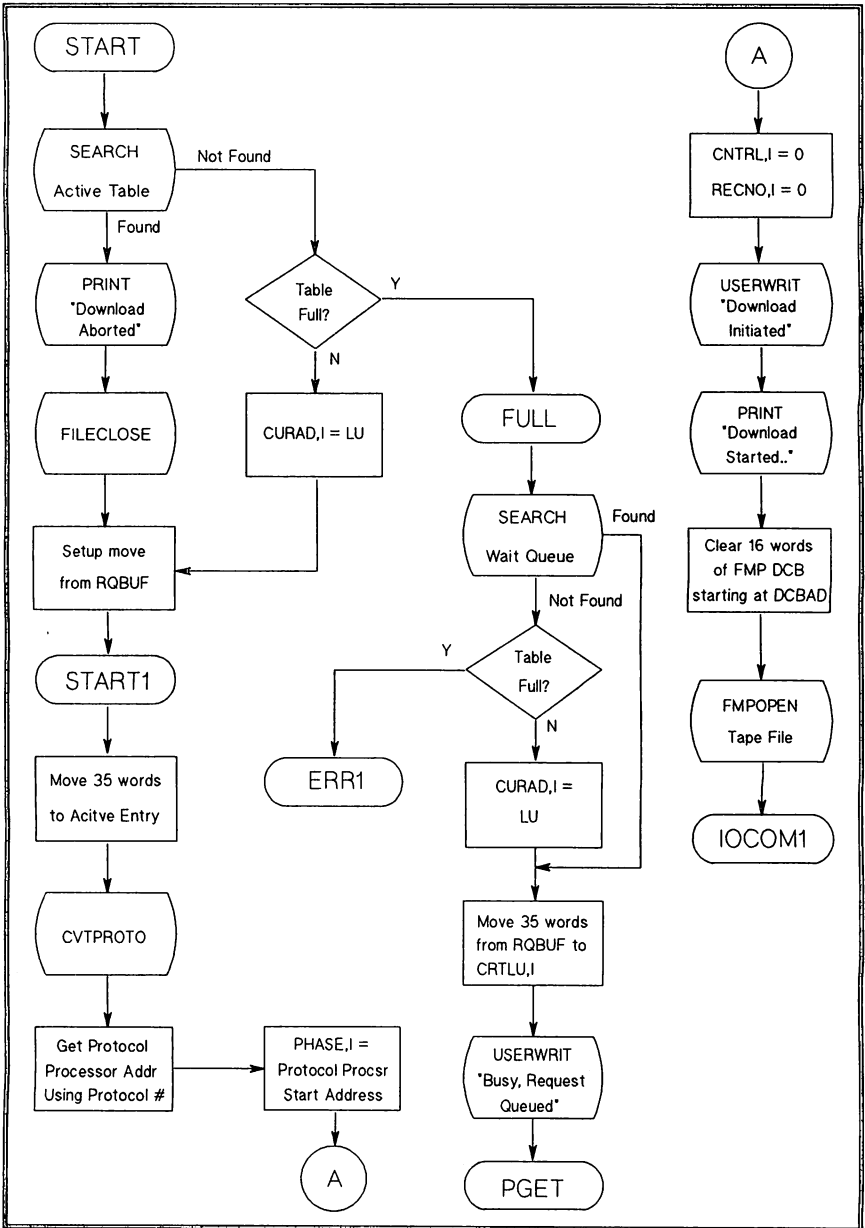 START
SEARCH
Active Table
Not Found
Found
PRINT
"Download
Aborted"
FILECLOSE
Table
Full?
Y
N
CURAD,I = LU
Setup move
from RQBUF
START1
Move 35 words
to Acitve Entry
CVTPROTO
Get Protocol
Processor Addr
Using Protocol #
PHASE,I =
Protocol Procsr
Start Address
A
FULL
SEARCH
Wait Queue
Found
Not Found
Table
Full?
Y
N
ERR1
CURAD,I =
LU
Move 35 words
from RQBUF to
CRTLU,I
USERWRIT
"Busy, Request
Queued"
PGET
A
CNTRL,I = 0
RECNO,I = 0
USERWRIT
"Download
Initiated"
PRINT
"Download
Started.."
Clear 16 words
of FMP DCB
starting at DCBAD
FMPOPEN
Tape File
IOCOM1